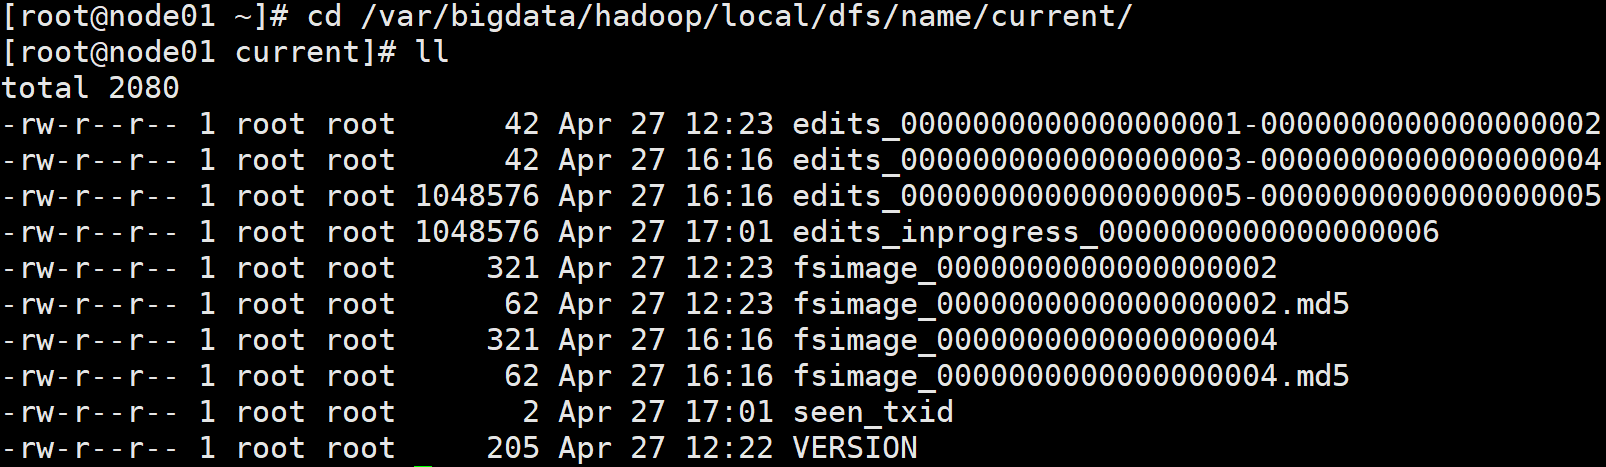 [root@node01 ~]# cd /var/bigdata/hadoop/local/dfs/name/current/
[root@node01 current]# ll
total 2080
-rw-r--r-- 1 root root      42 Apr 27 12:23 edits_0000000000000000001-0000000000000000002
-rw-r--r-- 1 root root      42 Apr 27 16:16 edits_0000000000000000003-0000000000000000004
-rw-r--r-- 1 root root 1048576 Apr 27 16:16 edits_0000000000000000005-0000000000000000005
-rw-r--r-- 1 root root 1048576 Apr 27 17:01 edits_inprogress_0000000000000000006
-rw-r--r-- 1 root root     321 Apr 27 12:23 fsimage_0000000000000000002
-rw-r--r-- 1 root root      62 Apr 27 12:23 fsimage_0000000000000000002.md5
-rw-r--r-- 1 root root     321 Apr 27 16:16 fsimage_0000000000000000004
-rw-r--r-- 1 root root      62 Apr 27 16:16 fsimage_0000000000000000004.md5
-rw-r--r-- 1 root root       2 Apr 27 17:01 seen_txid
-rw-r--r-- 1 root root     205 Apr 27 12:22 VERSION